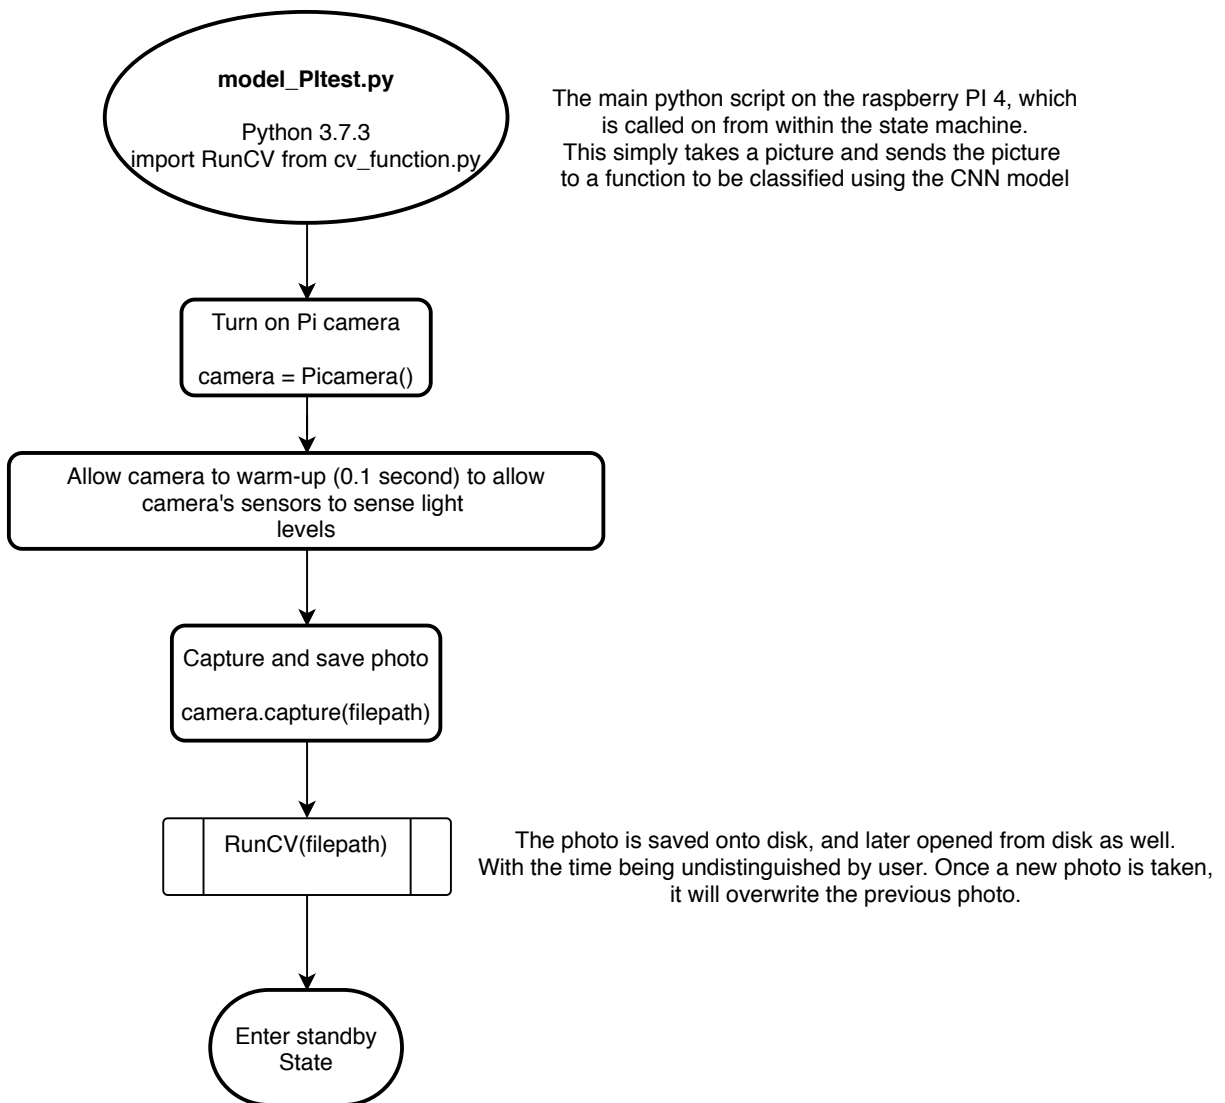 model_PItest.py
Python 3.7.3
import RunCV from cv_function.py
The main python script on the raspberry PI 4, which
is called on from within the state machine.
This simply takes a picture and sends the picture
to a function to be classified using the CNN model
Turn on Pi camera
camera = Picamera()
Allow camera to warm-up (0.1 second) to allow
camera's sensors to sense light
levels
Capture and save photo
camera.capture(filepath)
RunCV(filepath)
The photo is saved onto disk, and later opened from disk as well.
With the time being undistinguished by user. Once a new photo is taken,
it will overwrite the previous photo.
Enter standby
State